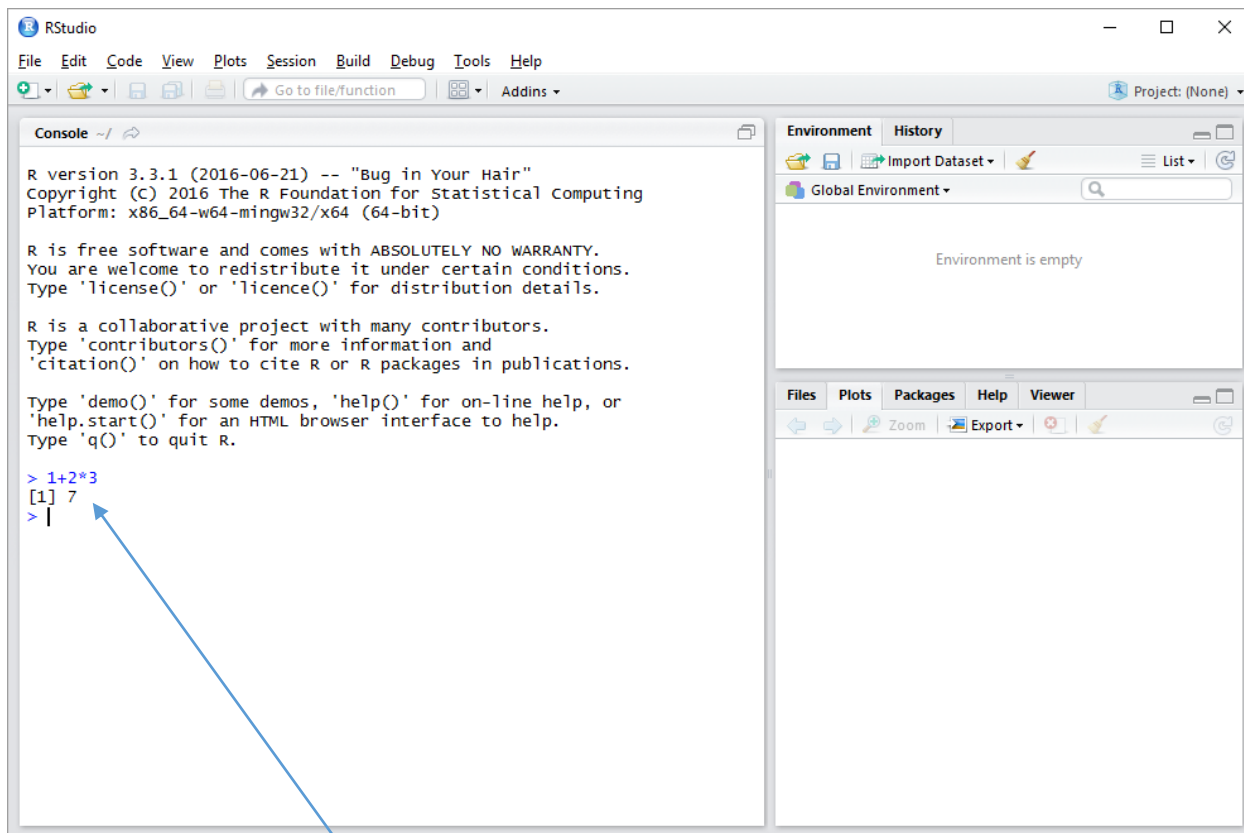 RStudio
File Edit Code View Plots Session Build Debug Tools Help
Go to file/function Addins Project: (None)
Console ~/
R version 3.3.1 (2016-06-21) -- "Bug in Your Hair"
Copyright (C) 2016 The R Foundation for Statistical Computing
Platform: x86_64-w64-mingw32/x64 (64-bit)
R is free software and comes with ABSOLUTELY NO WARRANTY.
You are welcome to redistribute it under certain conditions.
Type 'license()' or 'licence()' for distribution details.
R is a collaborative project with many contributors.
Type 'contributors()' for more information and
'citation()' on how to cite R or R packages in publications.
Type 'demo()' for some demos, 'help()' for on-line help, or
'help.start()' for an HTML browser interface to help.
Type 'q()' to quit R.
> 1+2*3
[1] 7
>
Environment History
Import Dataset List
Global Environment
Environment is empty
Files Plots Packages Help Viewer
Zoom Export